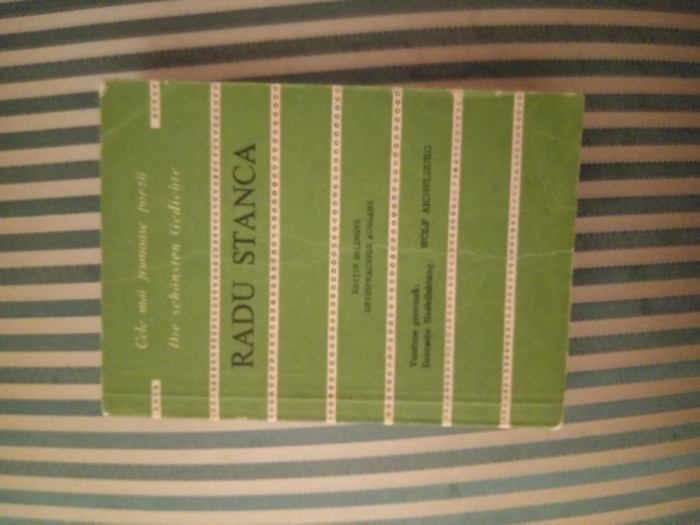 Cele mai frumoase poezii
Die schönsten Gedichte
RADU STANCA
EDIȚIE BILINGVĂ
ZWEISPRACHIGE AUSGABE
Versiune germană:
Deutsche Nachdichtung: WOLF AICHELBURG